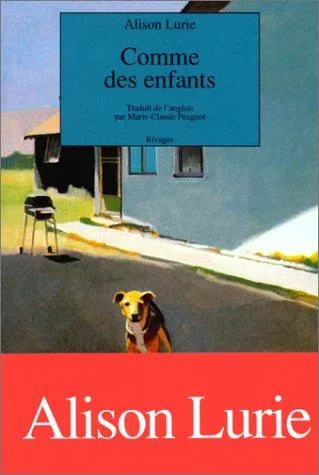 Alison Lurie
Comme
des enfants
Traduit de l'anglais
par Marie-Claude Peugeot
Rivages
Alison Lurie